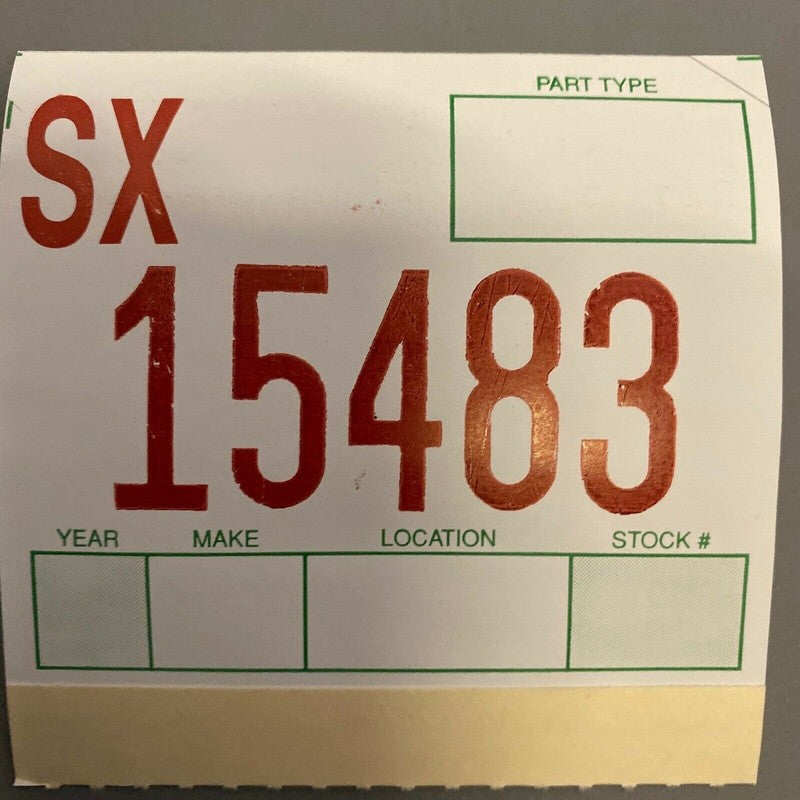 PART TYPE
SX
15483
YEAR MAKE LOCATION STOCK #